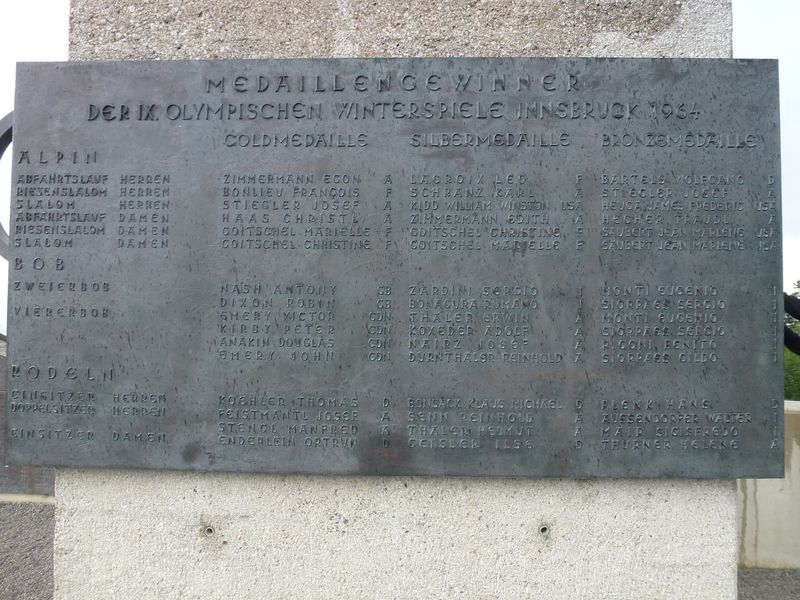 MEDAILLENGEWINNER
DER IX. OLYMPISCHEN WINTERSPIELE INNSBRUCK 1964
GOLDMEDAILLE SILBERMEDAILLE BRONZEMEDAILLE
ALPIN
ABFAHRTSLAUF HERREN ZIMMERMANN EGON A LACROIX LEO F BARTELS WOLFGANG D
RIESENSLALOM HERREN BONLIEU FRANÇOIS F SCHRANZ KARL A STIEGLER JOSEF A
SLALOM HERREN STIEGLER JOSEF A KIDD WILLIAM WINSTON USA HEUGA JAMES FREDERIC USA
ABFAHRTSLAUF DAMEN HAAS CHRISTL A ZIMMERMANN EDITH A HECHER TRAUDL A
RIESENSLALOM DAMEN GOITSCHEL MARIELLE F GOITSCHEL CHRISTINE F SAUBERT JEAN MARLENE USA
SLALOM DAMEN GOITSCHEL CHRISTINE F GOITSCHEL MARIELLE F SAUBERT JEAN MARLENE USA
BOB
ZWEIERBOB NASH ANTONY GB ZARDINI SERGIO I MONTI EUGENIO I
DIXON ROBIN GB BONAGURA ROMANO I SIORPAES SERGIO I
VIERERBOB EMERY VICTOR CDN THALER ERWIN A MONTI EUGENIO I
KIRBY PETER CDN KOXEDER ADOLF A SIORPAES SERGIO I
ANAKIN DOUGLAS CDN NAIRZ JOSEF A RIGONI BENITO I
EMERY JOHN CDN DURNTHALER REINHOLD A SIORPAES GILDO I
RODELN
EINSITZER HERREN KOEHLER THOMAS D BONSACK KLAUS MICHAEL D PLENK HANS D
DOPPELSITZER HERREN FEISTMANTL JOSEF A SENN REINHOLD A AUSSENDORFER WALTER I
STENGL MANFRED A THALER HELMUT A MAIR SIGISFREDO I
EINSITZER DAMEN ENDERLEIN ORTRUN D GEISLER ILSE D THURNER HELENE A